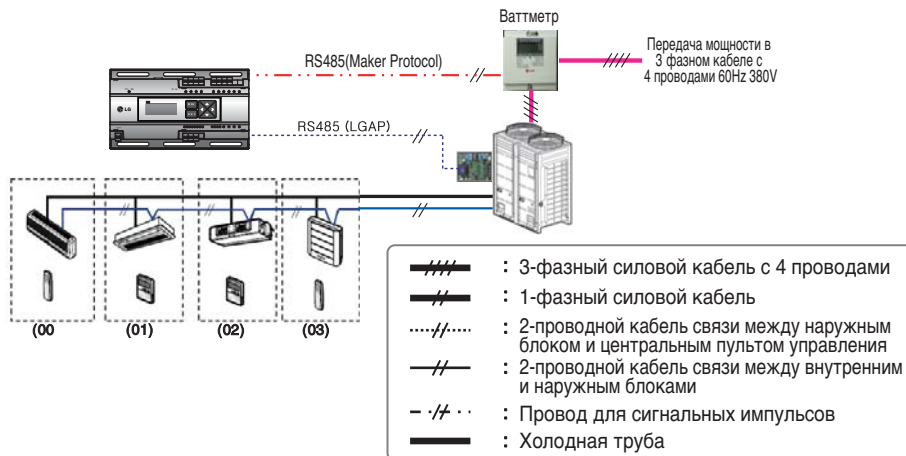 Ваттметр
RS485(Maker Protocol)
Передача мощности в
3 фазном кабеле с
4 проводами 60Hz 380V
LG
RS485 (LGAP)
(00
(01)
(02)
(03)
: 3-фазный силовой кабель с 4 проводами
: 1-фазный силовой кабель
: 2-проводной кабель связи между наружным
блоком и центральным пультом управления
: 2-проводной кабель связи между внутренним
и наружным блоками
: Провод для сигнальных импульсов
: Холодная труба